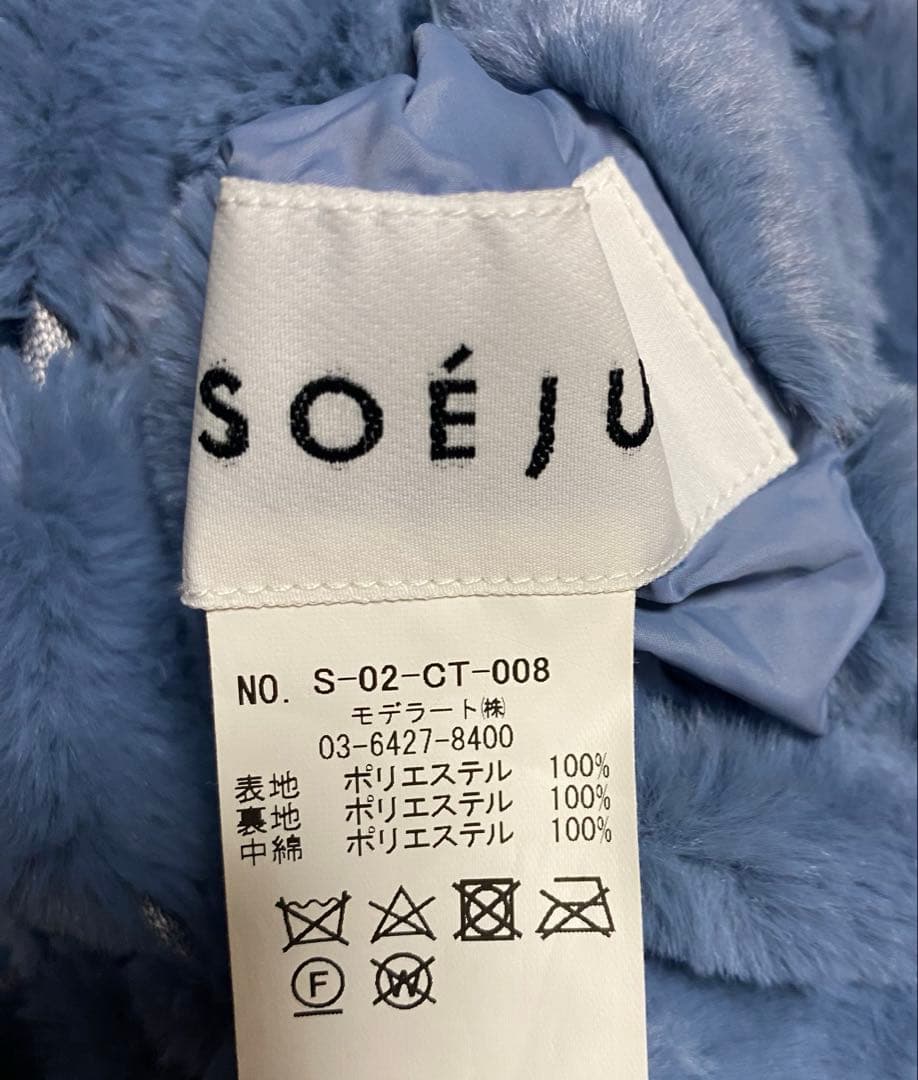 SOÉJU
NO. S-02-CT-008
モデラート㈱
03-6427-8400
表地 ポリエステル 100%
裏地 ポリエステル 100%
中綿 ポリエステル 100%
F W